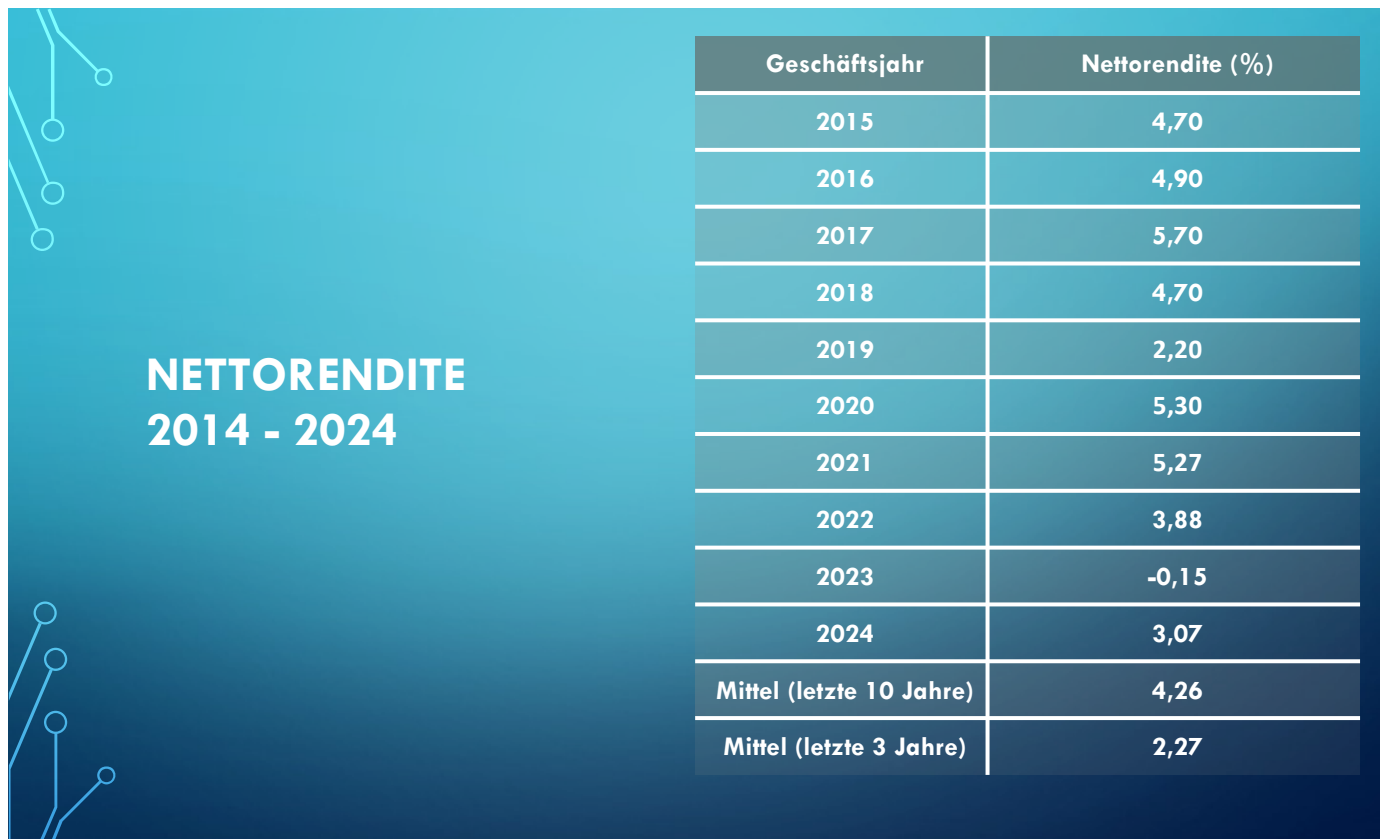 NETTORENDITE
2014 - 2024
Geschäftsjahr Nettorendite (%)
2015 4,70
2016 4,90
2017 5,70
2018 4,70
2019 2,20
2020 5,30
2021 5,27
2022 3,88
2023 -0,15
2024 3,07
Mittel (letzte 10 Jahre) 4,26
Mittel (letzte 3 Jahre) 2,27